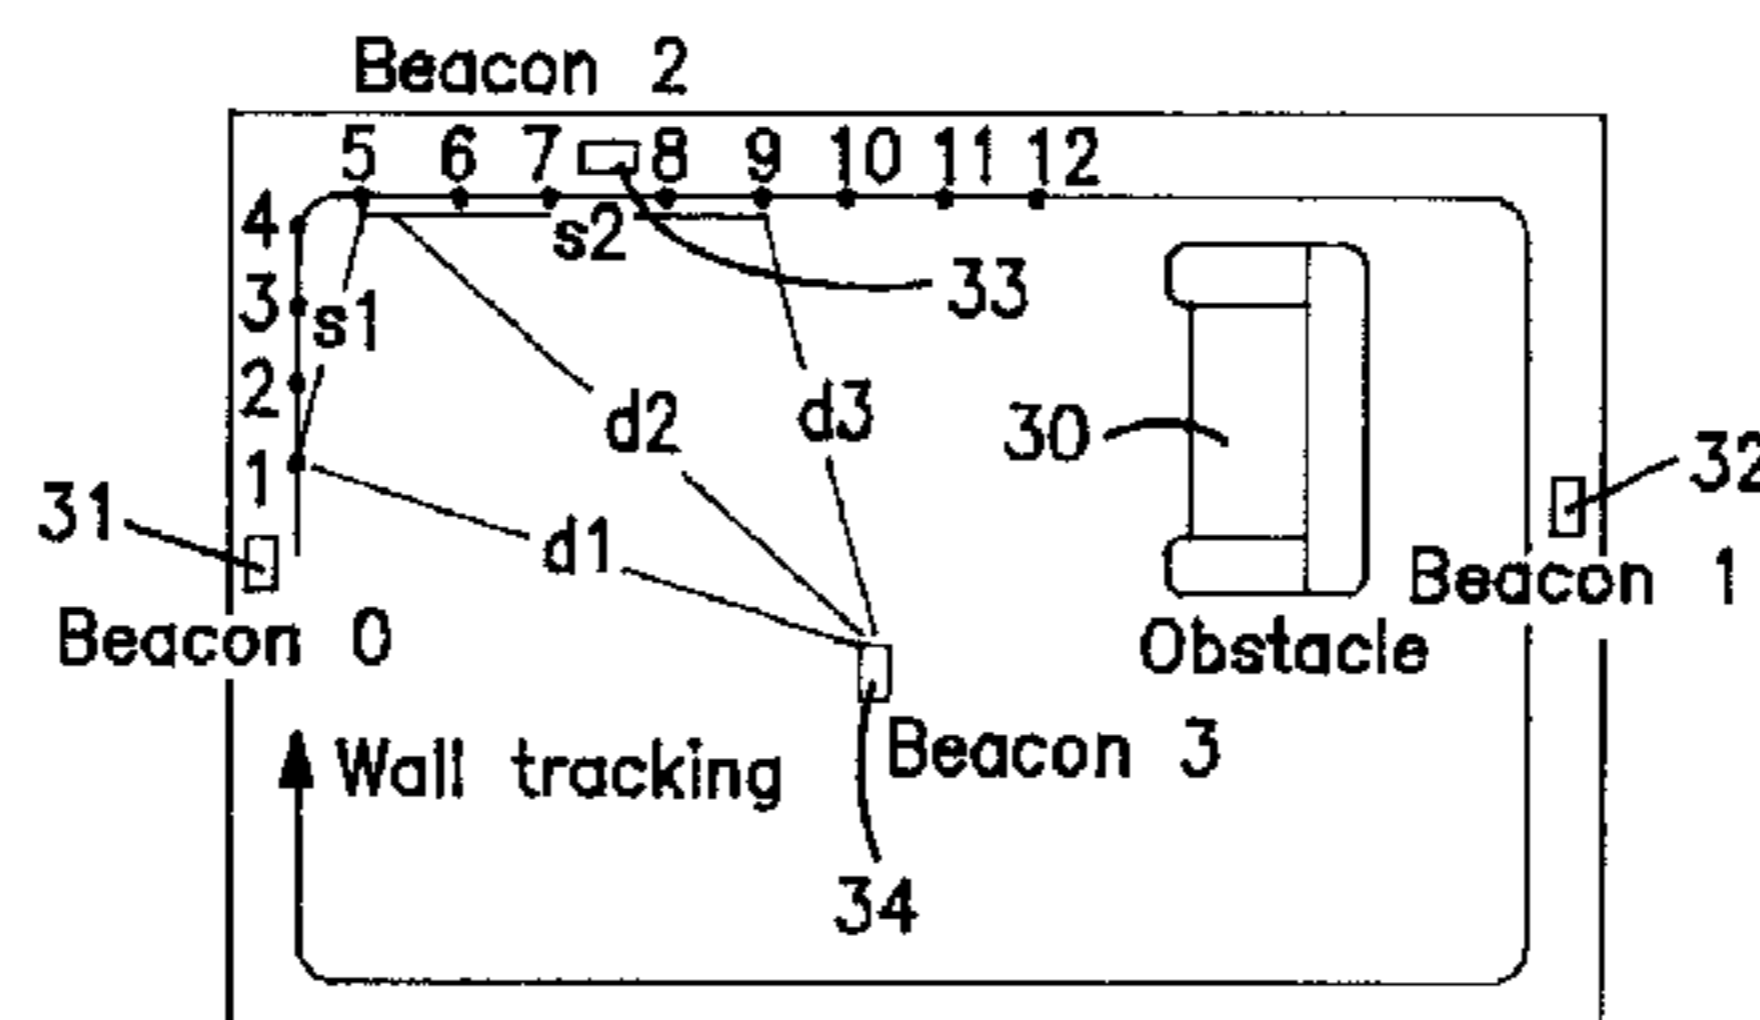 Beacon 2
5 6 7 8 9 10 11 12
4
s2
3
s1
33
2
d2
d3
30
1
32
31
d1
Beacon 1
Beacon 0
Obstacle
Beacon 3
Wall tracking
34